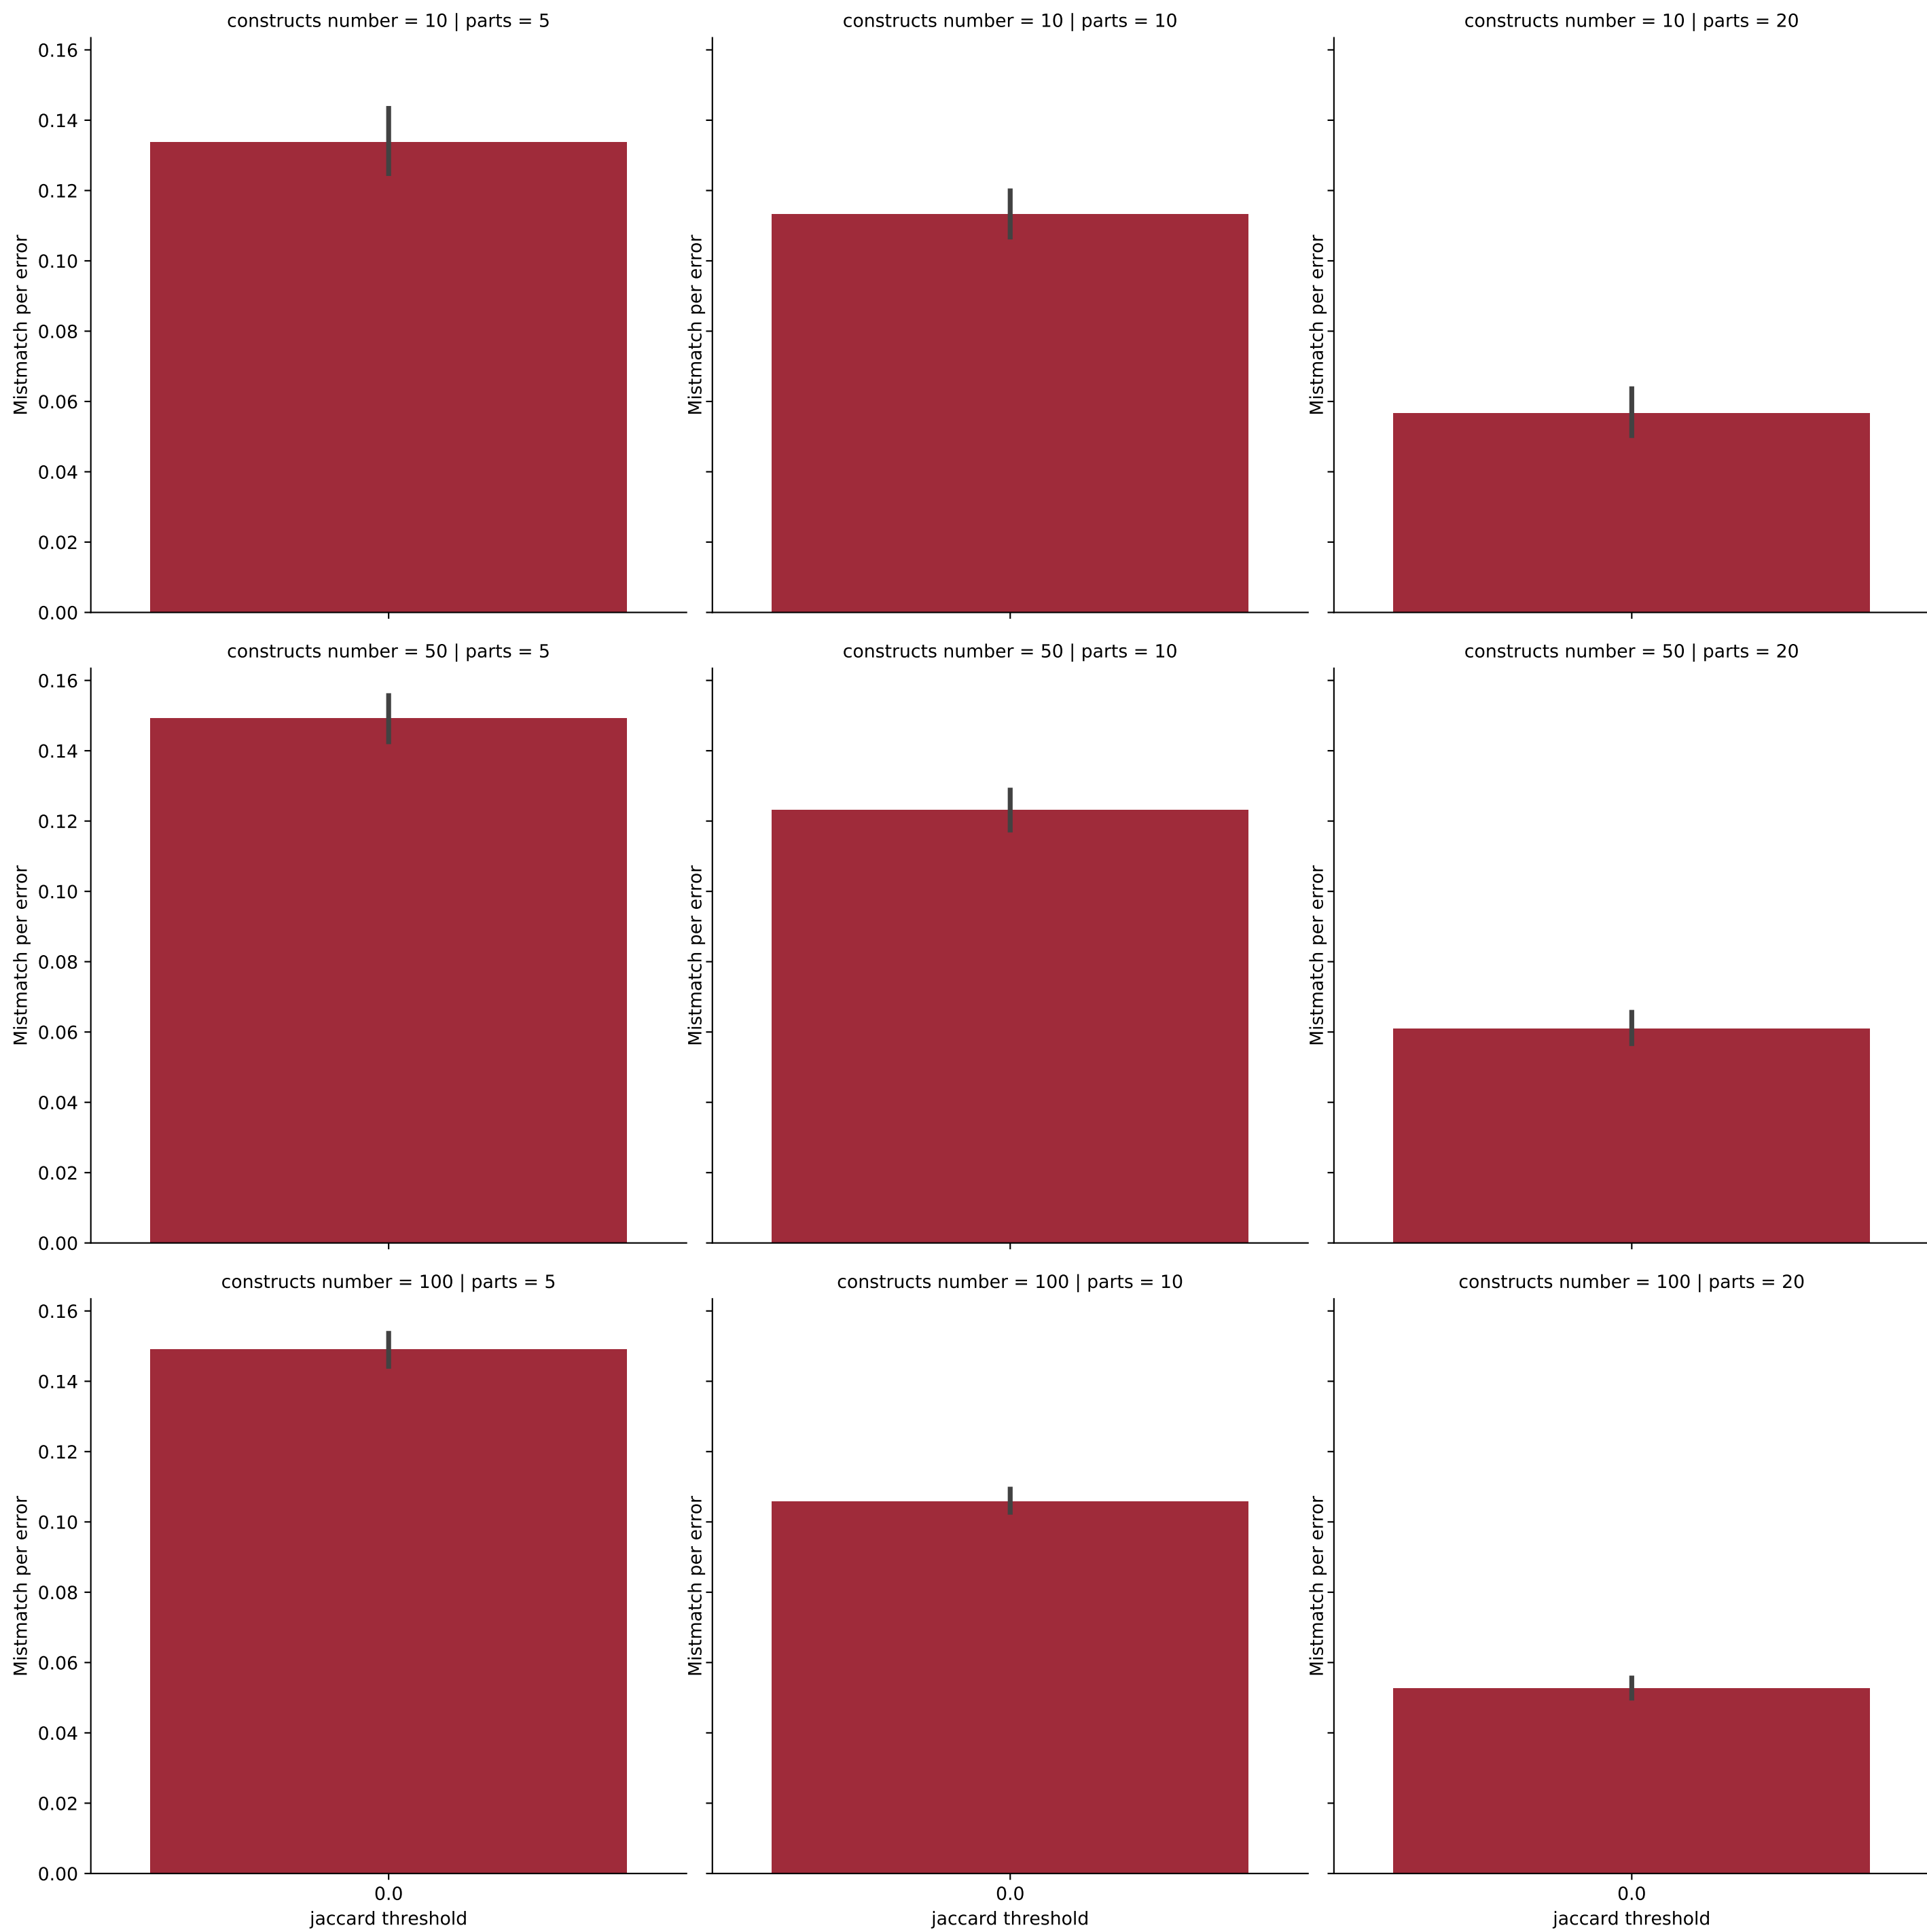 constructs number = 10 | parts = 5
constructs number = 10 | parts = 10
constructs number = 10 | parts = 20
0.16
0.14
0.12
0.10
0.08
0.06
0.04
0.02
0.00
Mistmatch per error
Mistmatch per error
Mistmatch per error
constructs number = 50 | parts = 5
constructs number = 50 | parts = 10
constructs number = 50 | parts = 20
0.16
0.14
0.12
0.10
0.08
0.06
0.04
0.02
0.00
Mistmatch per error
Mistmatch per error
Mistmatch per error
constructs number = 100 | parts = 5
constructs number = 100 | parts = 10
constructs number = 100 | parts = 20
0.16
0.14
0.12
0.10
0.08
0.06
0.04
0.02
0.00
Mistmatch per error
Mistmatch per error
Mistmatch per error
0.0
0.0
0.0
jaccard threshold
jaccard threshold
jaccard threshold